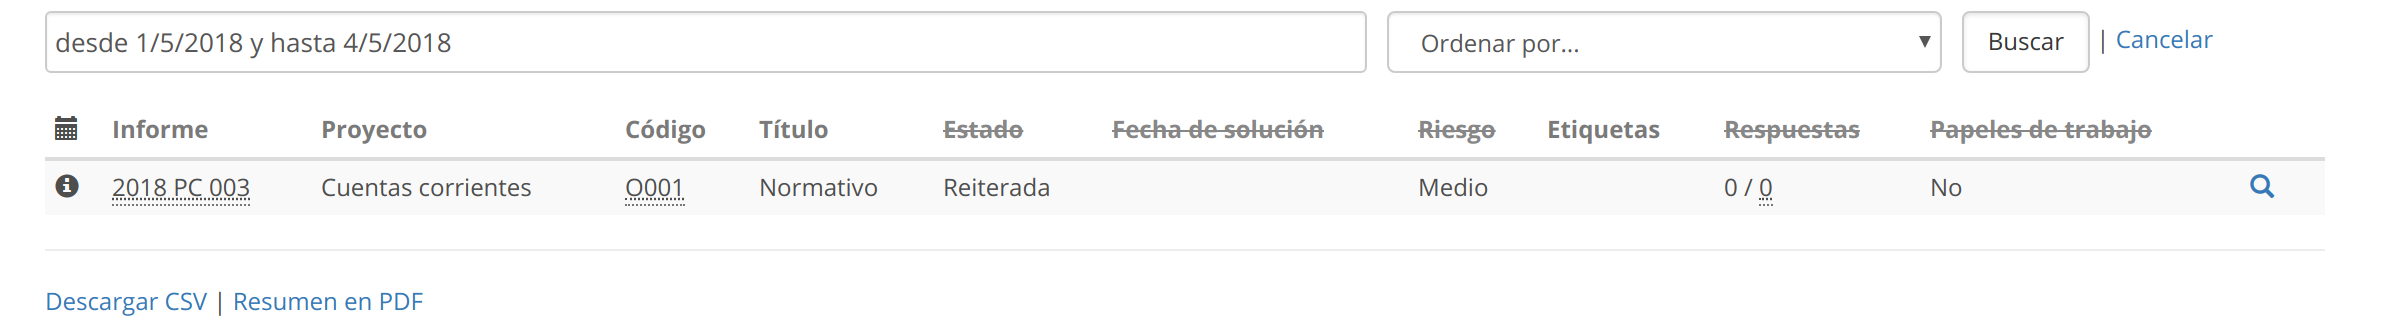 desde 1/5/2018 y hasta 4/5/2018 Ordenar por... Buscar | Cancelar
Informe Proyecto Código Título Estado Fecha de solución Riesgo Etiquetas Respuestas Papeles de trabajo
2018 PC 003 Cuentas corrientes O001 Normativo Reiterada Medio 0 / 0 No
Descargar CSV | Resumen en PDF